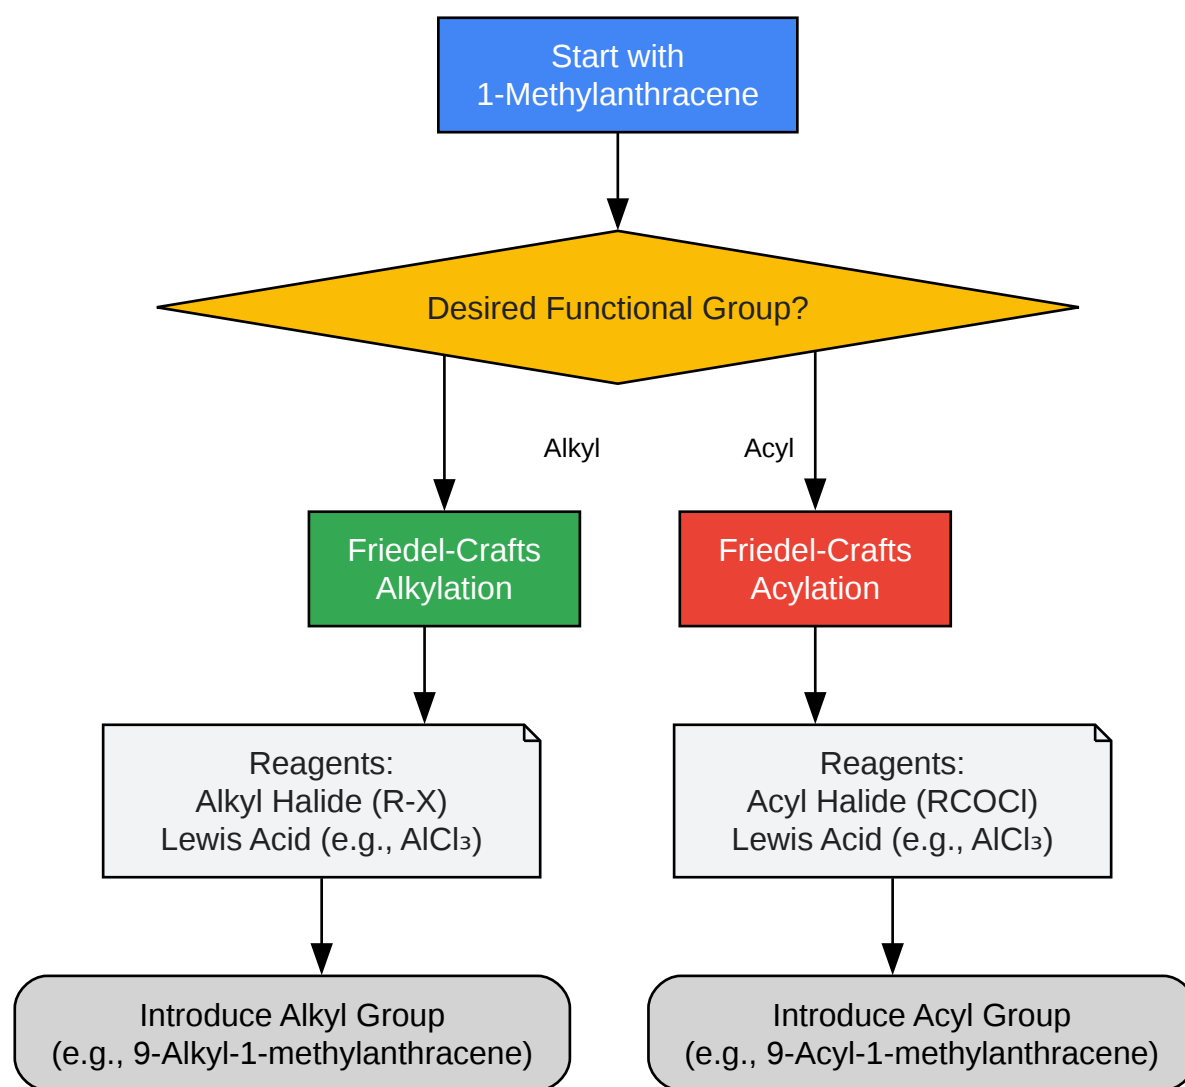 Start with
1-Methylanthracene
Desired Functional Group?
Alkyl
Acyl
Friedel-Crafts
Alkylation
Friedel-Crafts
Acylation
Reagents:
Alkyl Halide (R-X)
Lewis Acid (e.g., AlCl₃)
Reagents:
Acyl Halide (RCOCl)
Lewis Acid (e.g., AlCl₃)
Introduce Alkyl Group
(e.g., 9-Alkyl-1-methylanthracene)
Introduce Acyl Group
(e.g., 9-Acyl-1-methylanthracene)